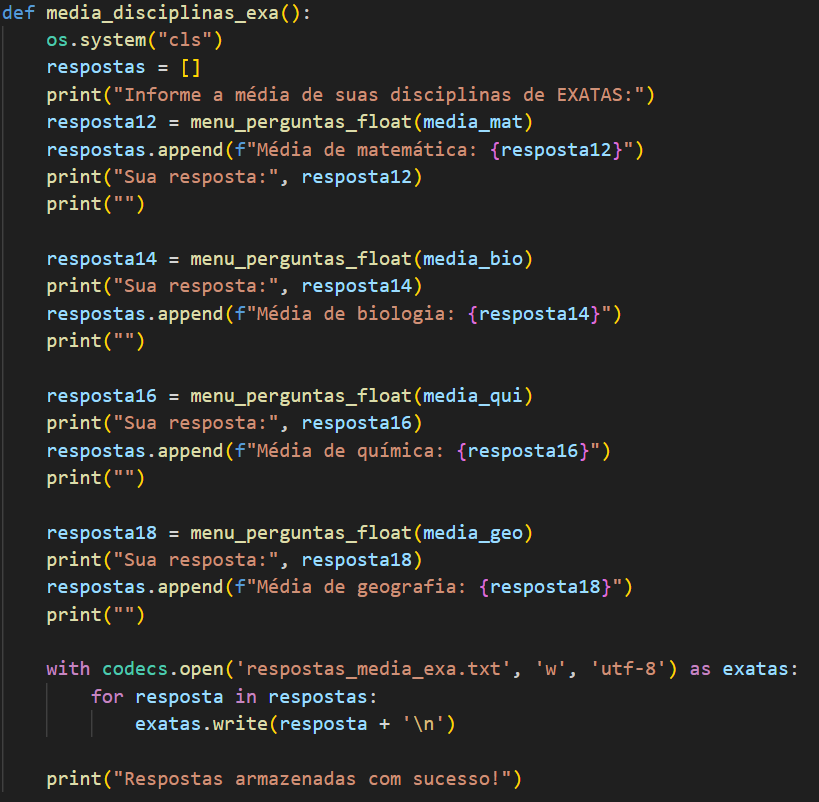 def media_disciplinas_exa():
    os.system("cls")
    respostas = []
    print("Informe a média de suas disciplinas de EXATAS:")
    resposta12 = menu_perguntas_float(media_mat)
    respostas.append(f"Média de matemática: {resposta12}")
    print("Sua resposta:", resposta12)
    print("")

    resposta14 = menu_perguntas_float(media_bio)
    print("Sua resposta:", resposta14)
    respostas.append(f"Média de biologia: {resposta14}")
    print("")

    resposta16 = menu_perguntas_float(media_qui)
    print("Sua resposta:", resposta16)
    respostas.append(f"Média de química: {resposta16}")
    print("")

    resposta18 = menu_perguntas_float(media_geo)
    print("Sua resposta:", resposta18)
    respostas.append(f"Média de geografia: {resposta18}")
    print("")

    with codecs.open('respostas_media_exa.txt', 'w', 'utf-8') as exatas:
        for resposta in respostas:
            exatas.write(resposta + '\n')

    print("Respostas armazenadas com sucesso!")